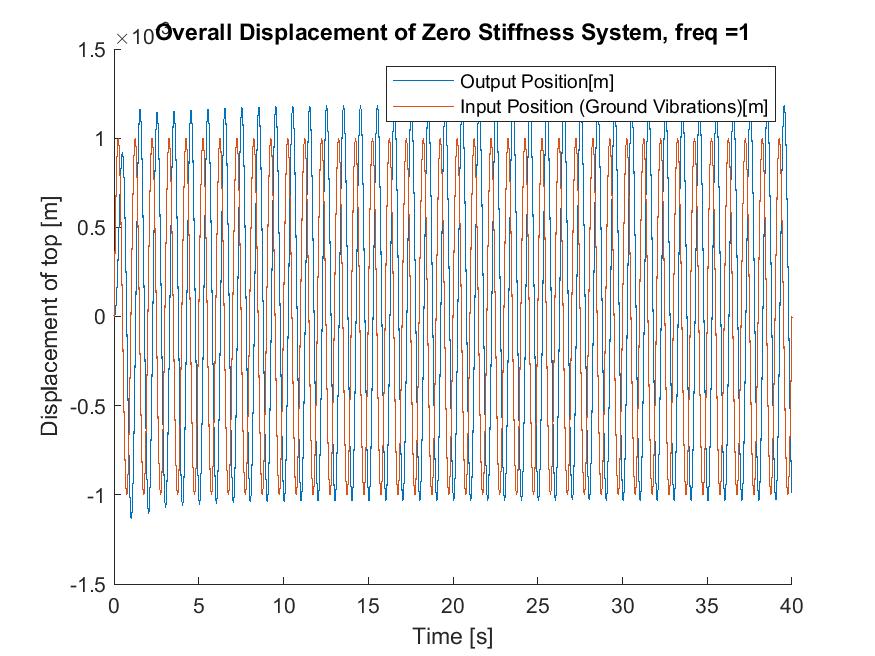 ×10
Overall Displacement of Zero Stiffness System, freq =1
1.5
1
0.5
0
-0.5
-1
-1.5
Displacement of top [m]
Output Position[m]
Input Position (Ground Vibrations)[m]
0 5 10 15 20 25 30 35 40
Time [s]